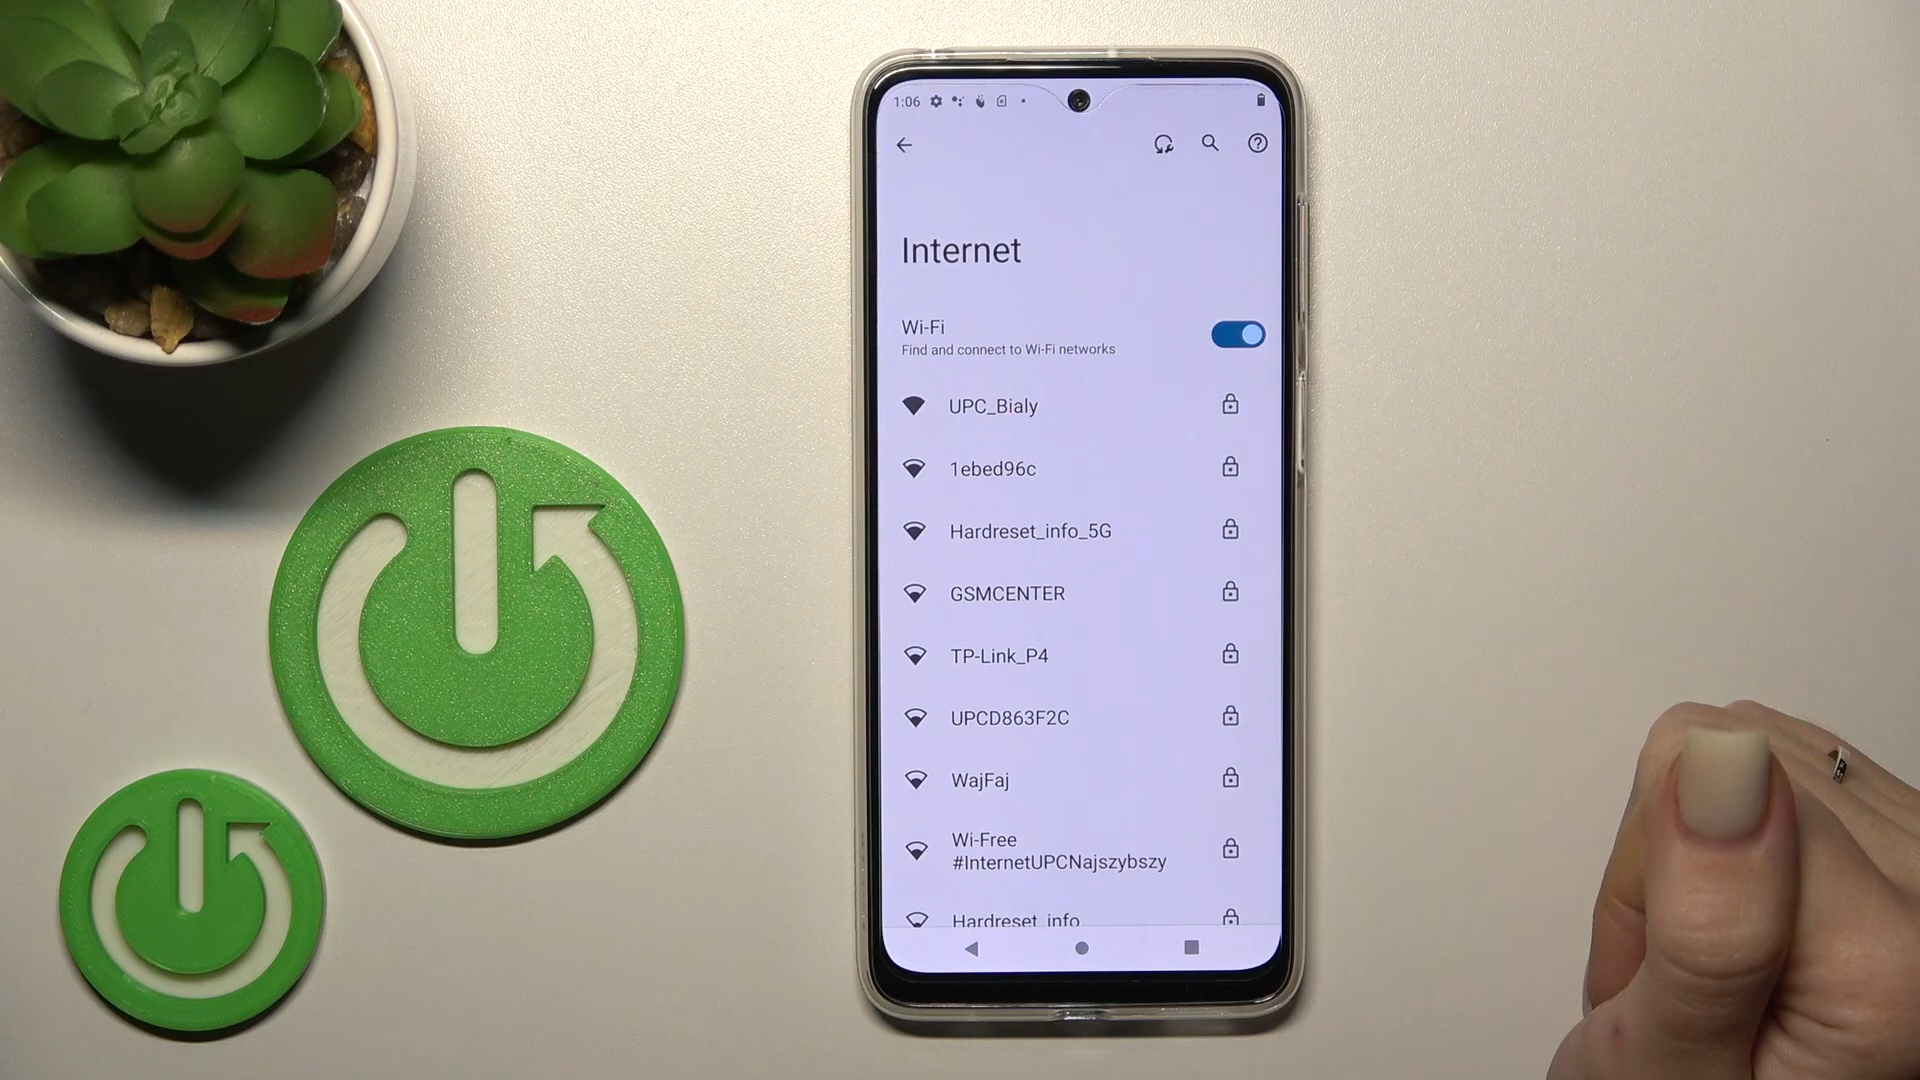 1:06
Internet
Wi-Fi
Find and connect to Wi-Fi networks
UPC_Bialy
1ebed96c
Hardreset_info_5G
GSMCENTER
TP-Link_P4
UPCD863F2C
WajFaj
Wi-Free
#InternetUPCNajszybszy
Hardreset_info